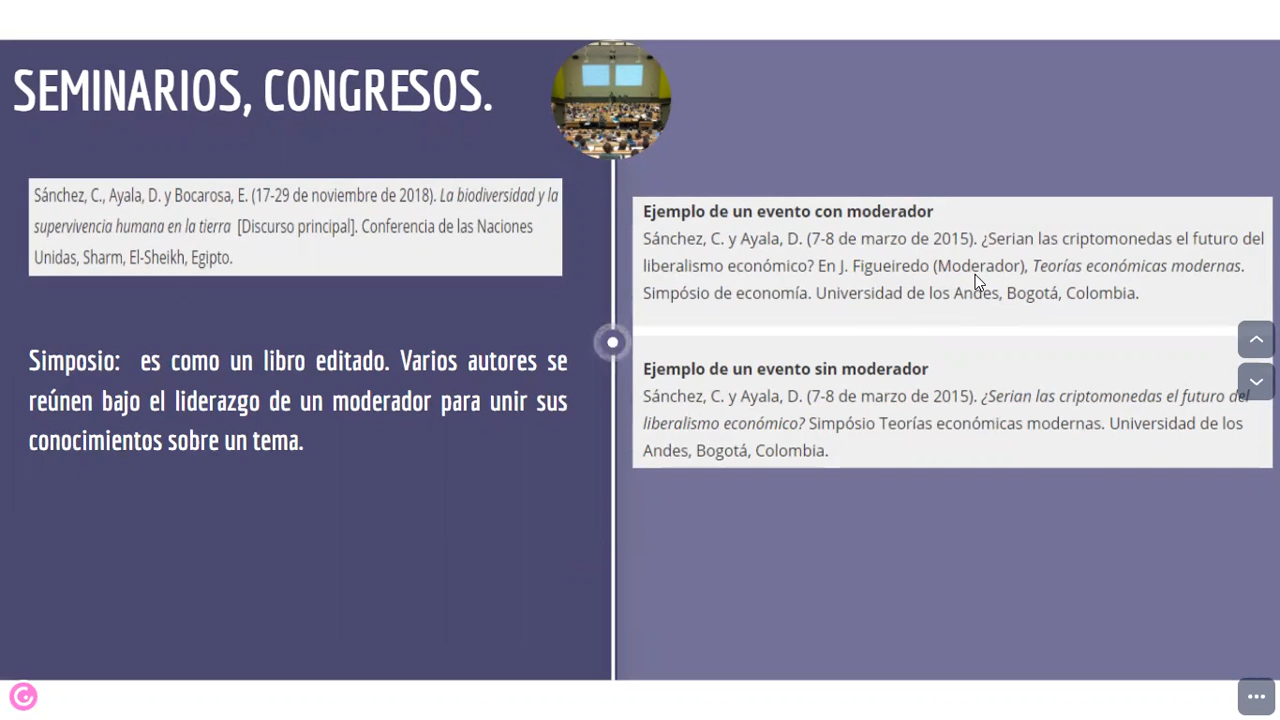 SEMINARIOS, CONGRESOS.
Sánchez, C., Ayala, D. y Bocarosa, E. (17-29 de noviembre de 2018). La biodiversidad y la
supervivencia humana en la tierra [Discurso principal]. Conferencia de las Naciones
Unidas, Sharm, El-Sheikh, Egipto.
Simposio: es como un libro editado. Varios autores se
reúnen bajo el liderazgo de un moderador para unir sus
conocimientos sobre un tema.
Ejemplo de un evento con moderador
Sánchez, C. y Ayala, D. (7-8 de marzo de 2015). ¿Serian las criptomonedas el futuro del
liberalismo económico? En J. Figueiredo (Moderador), Teorías económicas modernas.
Simpósio de economía. Universidad de los Andes, Bogotá, Colombia.
Ejemplo de un evento sin moderador
Sánchez, C. y Ayala, D. (7-8 de marzo de 2015). ¿Serian las criptomonedas el futuro del
liberalismo económico? Simpósio Teorías económicas modernas. Universidad de los
Andes, Bogotá, Colombia.